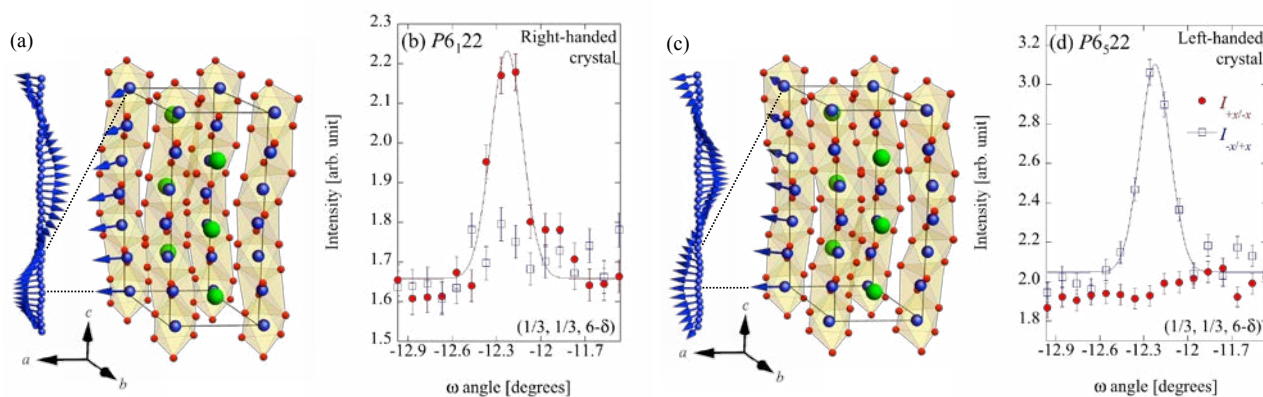 (a)
c
a
b
(b) P6₁22
Right-handed
crystal
2.3
2.2
2.1
2.0
1.9
1.8
1.7
1.6
1.5
Intensity [arb. unit]
(1/3, 1/3, 6-δ)
-12.9
-12.6
-12.3
-12
-11.7
ω angle [degrees]
(c)
c
a
b
(d) P6₅22
Left-handed
crystal
3.2
3.0
2.8
2.6
2.4
2.2
2.0
1.8
Intensity [arb. unit]
I+x/-x
I-x/+x
(1/3, 1/3, 6-δ)
-12.9
-12.6
-12.3
-12
-11.7
ω angle [degrees]